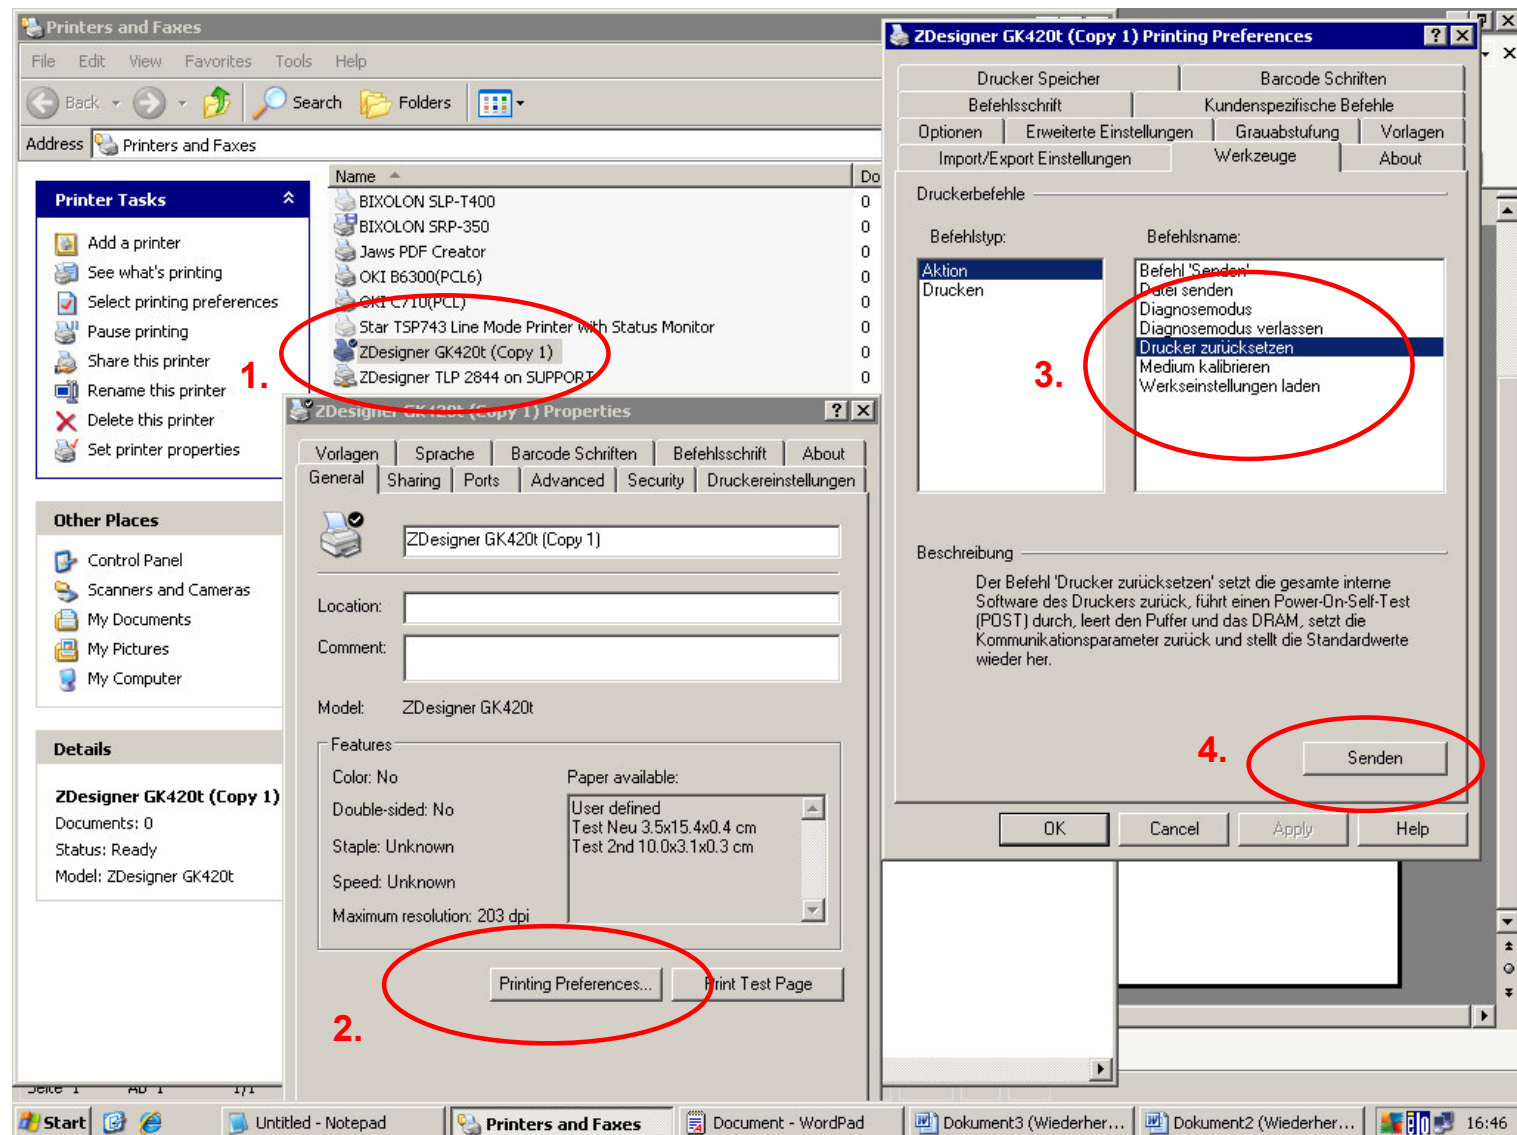 Printers and Faxes
File Edit View Favorites Tools Help
Back Search Folders
Address Printers and Faxes
Printer Tasks
Add a printer
See what's printing
Select printing preferences
Pause printing
Share this printer
Rename this printer
Delete this printer
Set printer properties
Other Places
Control Panel
Scanners and Cameras
My Documents
My Pictures
My Computer
Details
ZDesigner GK420t (Copy 1)
Documents: 0
Status: Ready
Model: ZDesigner GK420t
Name Do
BIXOLON SLP-T400 0
BIXOLON SRP-350 0
Jaws PDF Creator 0
OKI B6300(PCL6) 0
OKI C710(PCL) 0
Star TSP743 Line Mode Printer with Status Monitor 0
ZDesigner GK420t (Copy 1) 0
ZDesigner TLP 2844 on SUPPORT 0
1.
ZDesigner GK420t (Copy 1) Properties
Vorlagen Sprache Barcode Schriften Befehlsschrift About
General Sharing Ports Advanced Security Druckereinstellungen
ZDesigner GK420t (Copy 1)
Location:
Comment:
Model: ZDesigner GK420t
Features
Color: No
Double-sided: No
Staple: Unknown
Speed: Unknown
Maximum resolution: 203 dpi
Paper available:
User defined
Test Neu 3.5x15.4x0.4 cm
Test 2nd 10.0x3.1x0.3 cm
Printing Preferences... Print Test Page
2.
ZDesigner GK420t (Copy 1) Printing Preferences
Drucker Speicher Barcode Schriften
Befehlsschrift Kundenspezifische Befehle
Optionen Erweiterte Einstellungen Grauabstufung Vorlagen
Import/Export Einstellungen Werkzeuge About
Druckerbefehle
Befehlstyp:
Aktion
Drucken
Befehlsname:
Befehl 'Senden'
Datei senden
Diagnosemodus
Diagnosemodus verlassen
Drucker zurücksetzen
Medium kalibrieren
Werkseinstellungen laden
3.
Beschreibung
Der Befehl 'Drucker zurücksetzen' setzt die gesamte interne
Software des Druckers zurück, führt einen Power-On-Self-Test
(POST) durch, leert den Puffer und das DRAM, setzt die
Kommunikationsparameter zurück und stellt die Standardwerte
wieder her.
4.
Senden
OK Cancel Apply Help
Seite 1 Ab 1 1/1
Start Untitled - Notepad Printers and Faxes Document - WordPad Dokument3 (Wiederher... Dokument2 (Wiederher... 16:46